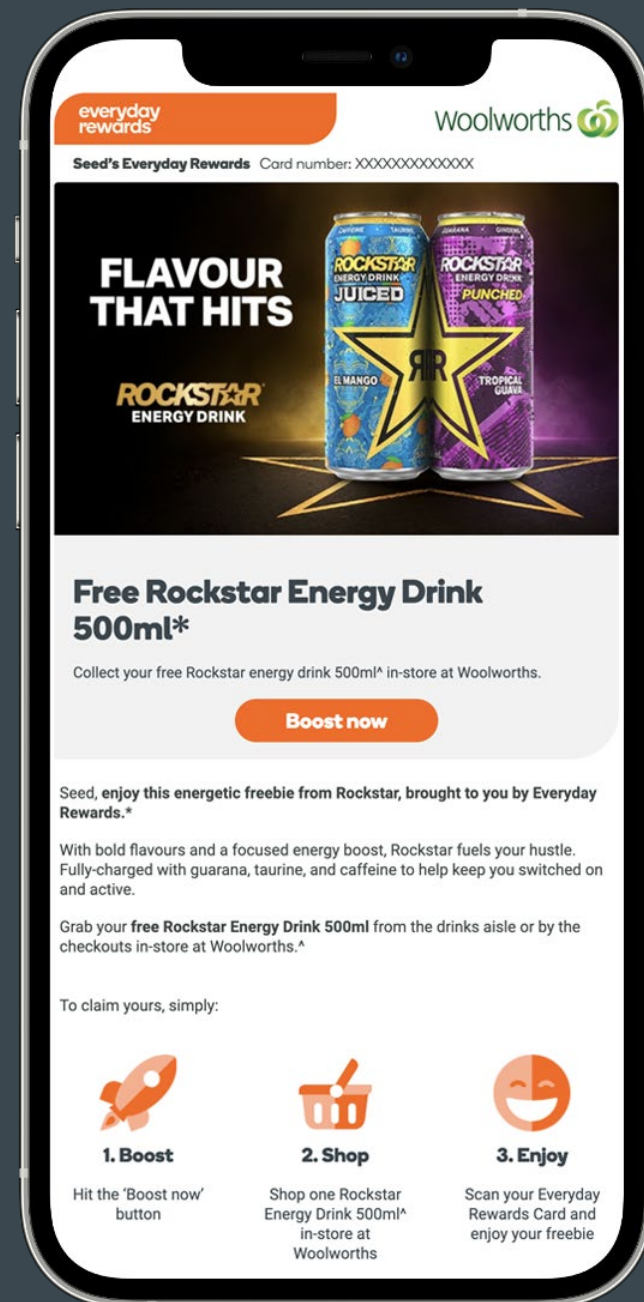 everyday
rewards
Woolworths
Seed's Everyday Rewards Card number: XXXXXXXXXXXXX
FLAVOUR
THAT HITS
ROCKSTAR
ENERGY DRINK
CAFFEINE • TAURINE
ROCKSTAR
ENERGY DRINK
JUICED
EL MANGO
GUARANA • GINSENG
ROCKSTAR
ENERGY DRINK
PUNCHED
TROPICAL
GUAVA
Free Rockstar Energy Drink
500ml*
Collect your free Rockstar energy drink 500ml^ in-store at Woolworths.
Boost now
Seed, enjoy this energetic freebie from Rockstar, brought to you by Everyday
Rewards.*
With bold flavours and a focused energy boost, Rockstar fuels your hustle.
Fully-charged with guarana, taurine, and caffeine to help keep you switched on
and active.
Grab your free Rockstar Energy Drink 500ml from the drinks aisle or by the
checkouts in-store at Woolworths.^
To claim yours, simply:
1. Boost
Hit the 'Boost now'
button
2. Shop
Shop one Rockstar
Energy Drink 500ml^
in-store at
Woolworths
3. Enjoy
Scan your Everyday
Rewards Card and
enjoy your freebie